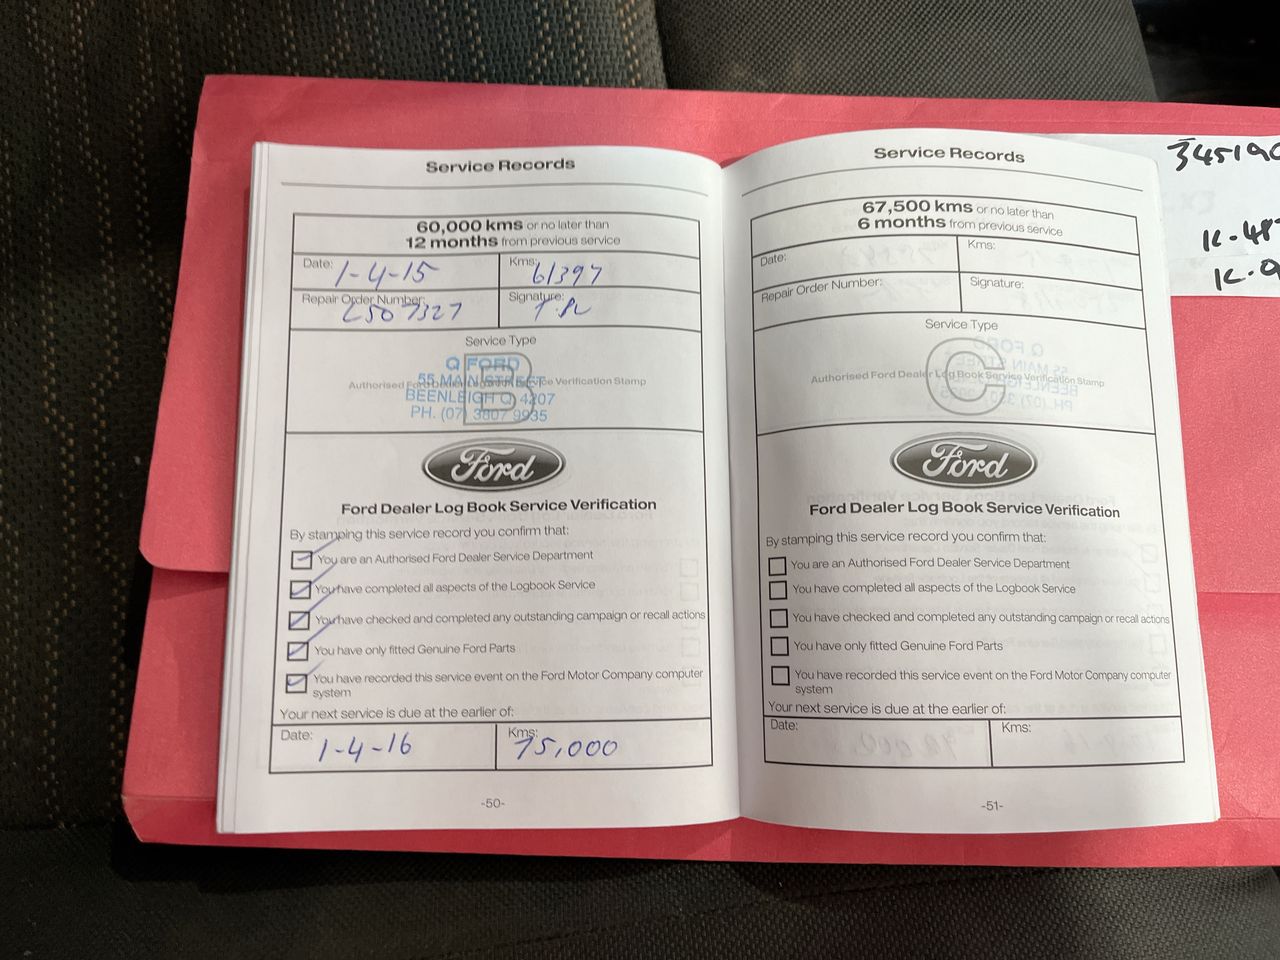 Service Records
60,000 kms or no later than
12 months from previous service
Date: 1-4-15 Kms: 61397
Repair Order Number: C507327 Signature:
Service Type
B
Authorised Ford Dealer Log Book Service Verification Stamp
Q FORD
55 MAIN STREET
BEENLEIGH Q 4207
PH. (07) 3807 9935
Ford
Ford Dealer Log Book Service Verification
By stamping this service record you confirm that:
You are an Authorised Ford Dealer Service Department
You have completed all aspects of the Logbook Service
You have checked and completed any outstanding campaign or recall actions
You have only fitted Genuine Ford Parts
You have recorded this service event on the Ford Motor Company computer
system
Your next service is due at the earlier of:
Date: 1-4-16 Kms: 75,000
-50-
Service Records
67,500 kms or no later than
6 months from previous service
Date: Kms:
Repair Order Number: Signature:
Service Type
C
Authorised Ford Dealer Log Book Service Verification Stamp
Ford
Ford Dealer Log Book Service Verification
By stamping this service record you confirm that:
You are an Authorised Ford Dealer Service Department
You have completed all aspects of the Logbook Service
You have checked and completed any outstanding campaign or recall actions
You have only fitted Genuine Ford Parts
You have recorded this service event on the Ford Motor Company computer
system
Your next service is due at the earlier of:
Date: Kms:
-51-